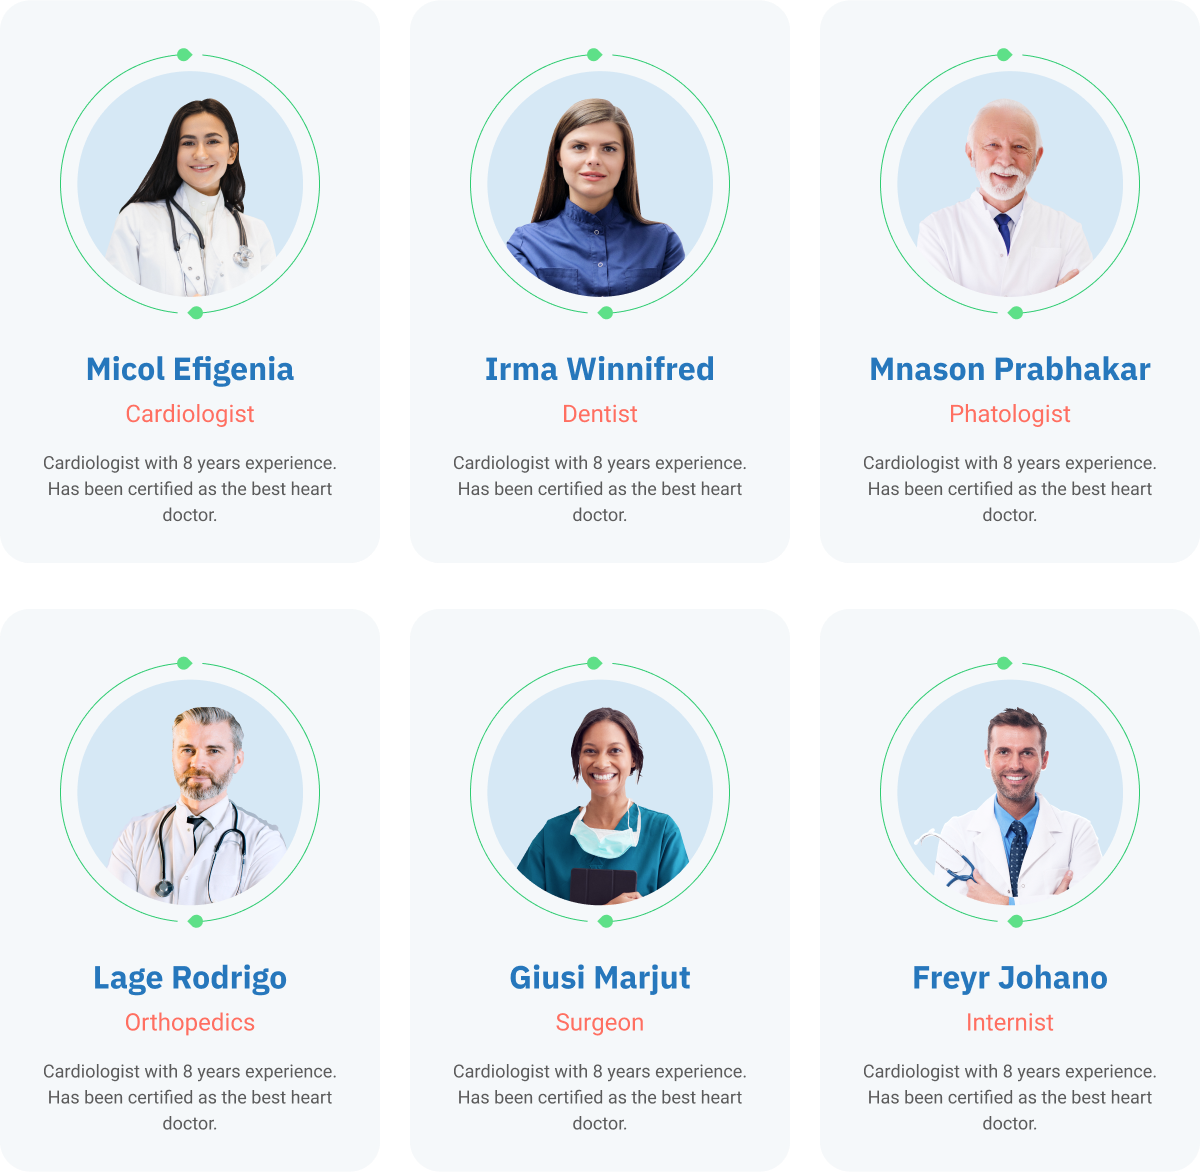 Micol Efigenia
Cardiologist
Cardiologist with 8 years experience.
Has been certified as the best heart
doctor.
Irma Winnifred
Dentist
Cardiologist with 8 years experience.
Has been certified as the best heart
doctor.
Mnason Prabhakar
Phatologist
Cardiologist with 8 years experience.
Has been certified as the best heart
doctor.
Lage Rodrigo
Orthopedics
Cardiologist with 8 years experience.
Has been certified as the best heart
doctor.
Giusi Marjut
Surgeon
Cardiologist with 8 years experience.
Has been certified as the best heart
doctor.
Freyr Johano
Internist
Cardiologist with 8 years experience.
Has been certified as the best heart
doctor.